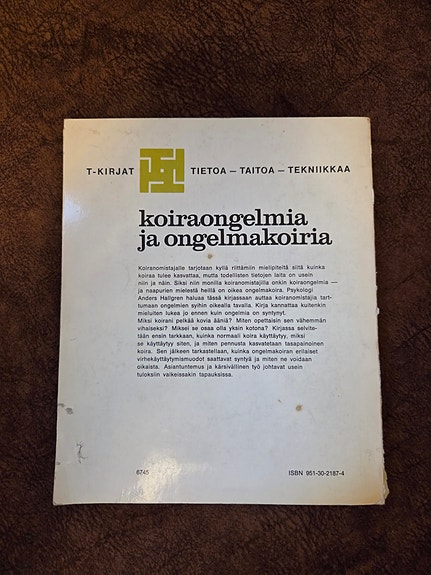 T-KIRJAT TIETOA – TAITOA – TEKNIIKKAA
koiraongelmia
ja ongelmakoiria
Koiranomistajalle tarjotaan kyllä riittämiin mielipiteitä siitä kuinka
koiraa tulee kasvattaa, mutta todellisten tietojen laita on usein
niin ja näin. Siksi niin monilla koiranomistajilla onkin koiraongelmia —
ja naapurien mielestä heillä on oikea ongelmakoira. Psykologi
Anders Hallgren haluaa tässä kirjassaan auttaa koiranomistajia tart-
tumaan ongelmien syihin oikealla tavalla. Kirja kannattaa kuitenkin
mieluiten lukea jo ennen kuin ongelmia on syntynyt.
Miksi koirani pelkää kovia ääniä? Miten opettaisin sen vähemmän
vihaiseksi? Miksei se osaa olla yksin kotona? Kirjassa selvite-
tään ensin tarkkaan, kuinka normaali koira käyttäytyy, miksi
se käyttäytyy siten, ja miten pennusta kasvatetaan tasapainoinen
koira. Sen jälkeen tarkastellaan, kuinka ongelmakoiran erilaiset
virhekäyttäytymismuodot saattavat syntyä ja miten ne voidaan
oikaista. Asiantuntemus ja kärsivällinen työ johtavat usein
tuloksiin vaikeissakin tapauksissa.
6745 ISBN 951-30-2187-4